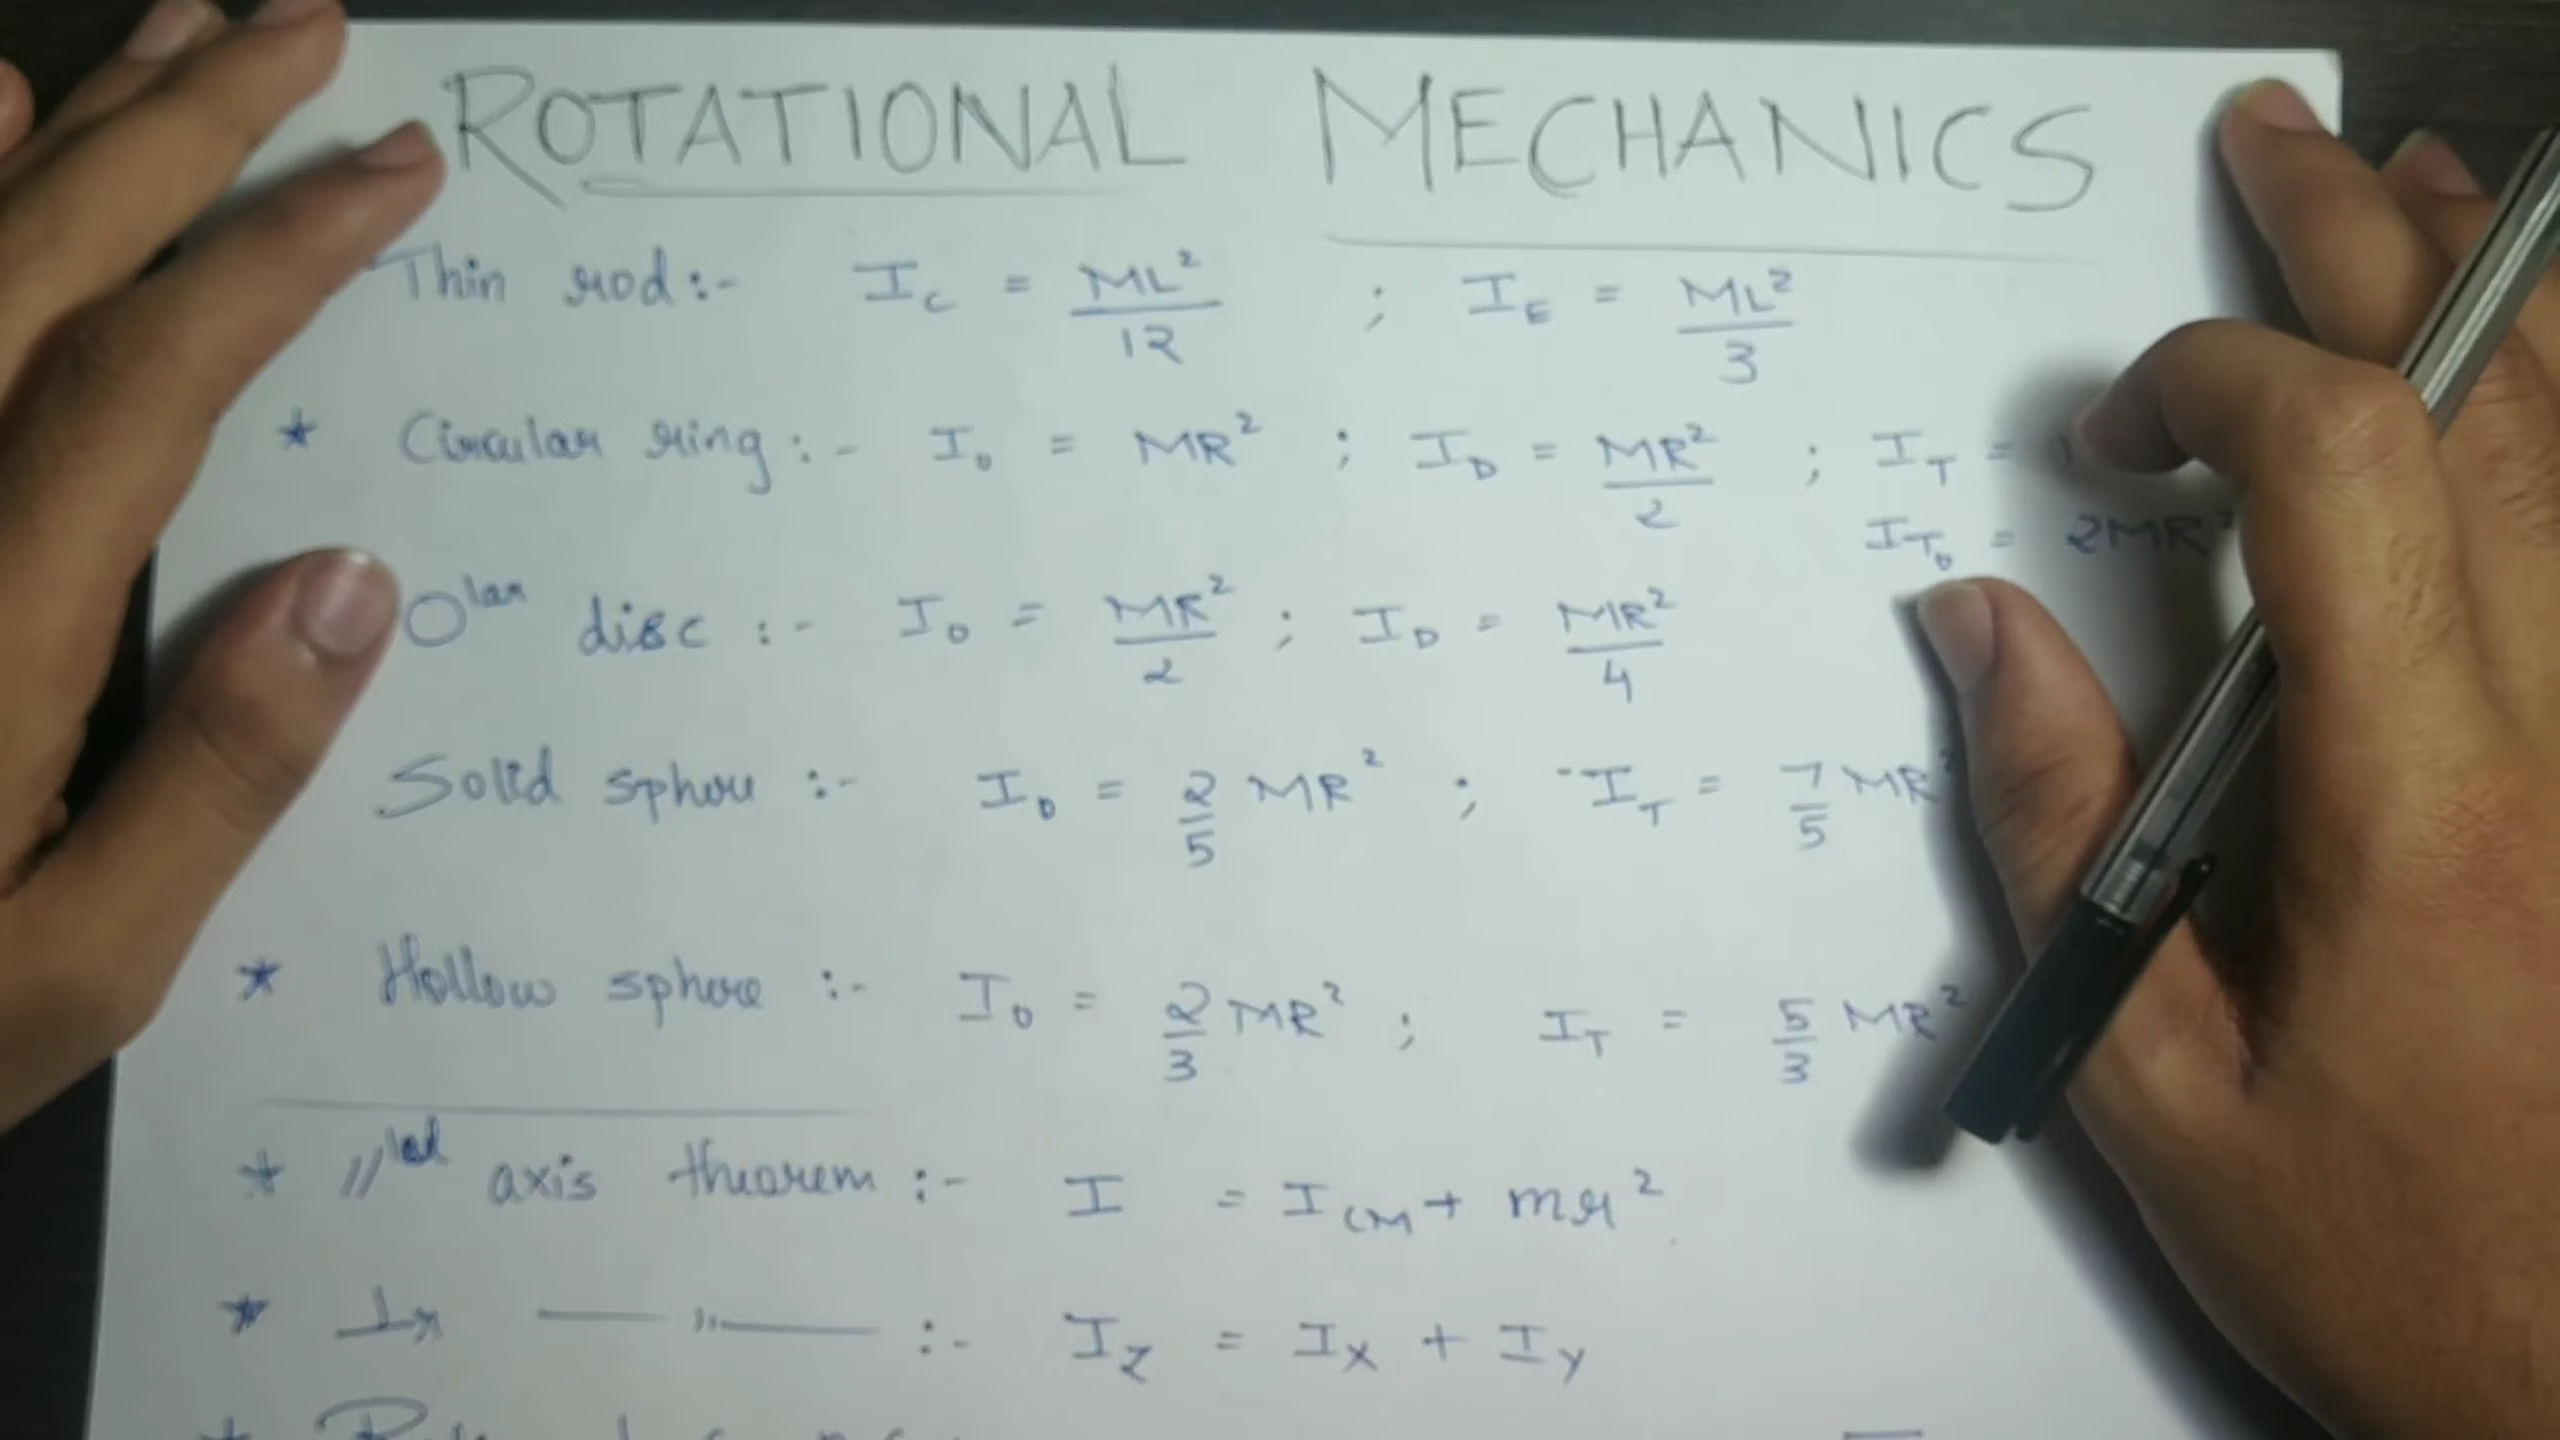 ROTATIONAL MECHANICS
Thin rod :- I_C = ML²/12 ; I_E = ML²/3
* Circular ring :- I_0 = MR² ; I_D = MR²/2 ; I_T =
I_T0 = 2MR²
O^lar disc :- I_0 = MR²/2 ; I_D = MR²/4
Solid sphere :- I_0 = 2/5 MR² ; I_T = 7/5 MR²
* Hollow sphere :- I_0 = 2/3 MR² ; I_T = 5/3 MR²
* //^lel axis theorem :- I = I_CM + mr²
* ⊥r —— 〃 —— :- I_Z = I_X + I_Y